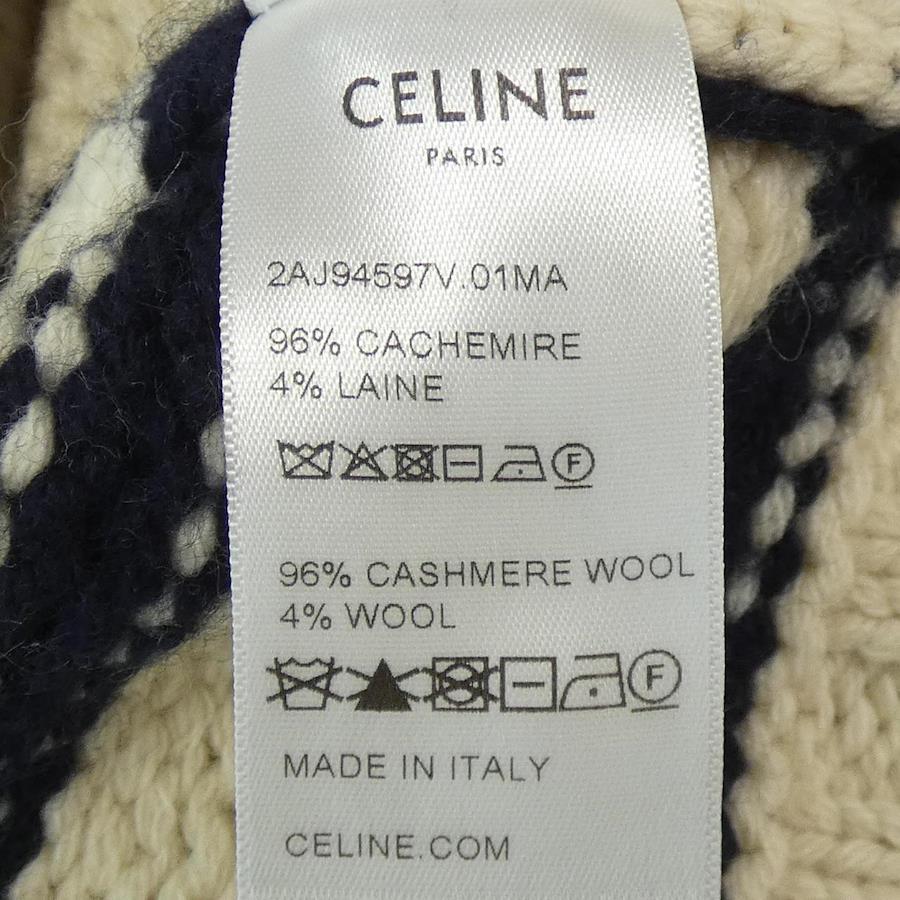 CELINE
PARIS
2AJ94597V.01MA
96% CACHEMIRE
4% LAINE
F
96% CASHMERE WOOL
4% WOOL
F
MADE IN ITALY
CELINE.COM